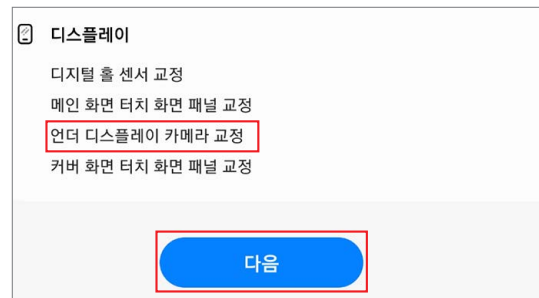 디스플레이
디지털 홀 센서 교정
메인 화면 터치 화면 패널 교정
언더 디스플레이 카메라 교정
커버 화면 터치 화면 패널 교정
다음